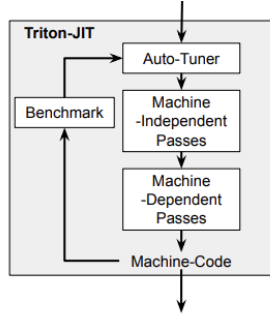 Triton-JIT
Auto-Tuner
Benchmark
Machine
-Independent
Passes
Machine
-Dependent
Passes
Machine-Code